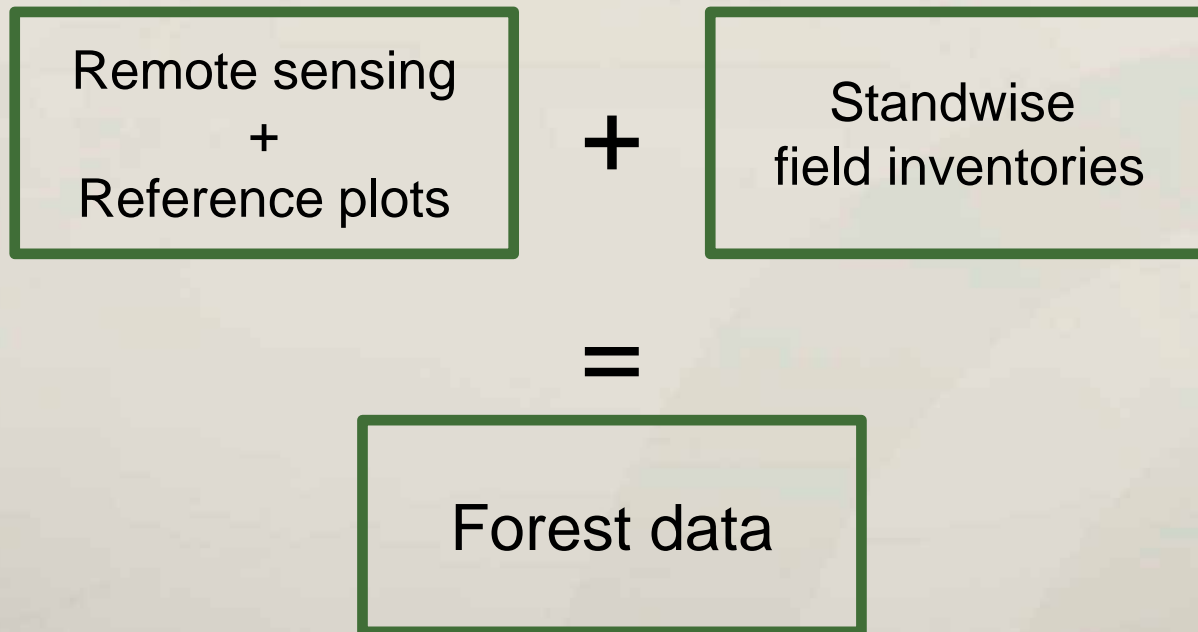 Remote sensing
+
Reference plots
+
Standwise
field inventories
=
Forest data